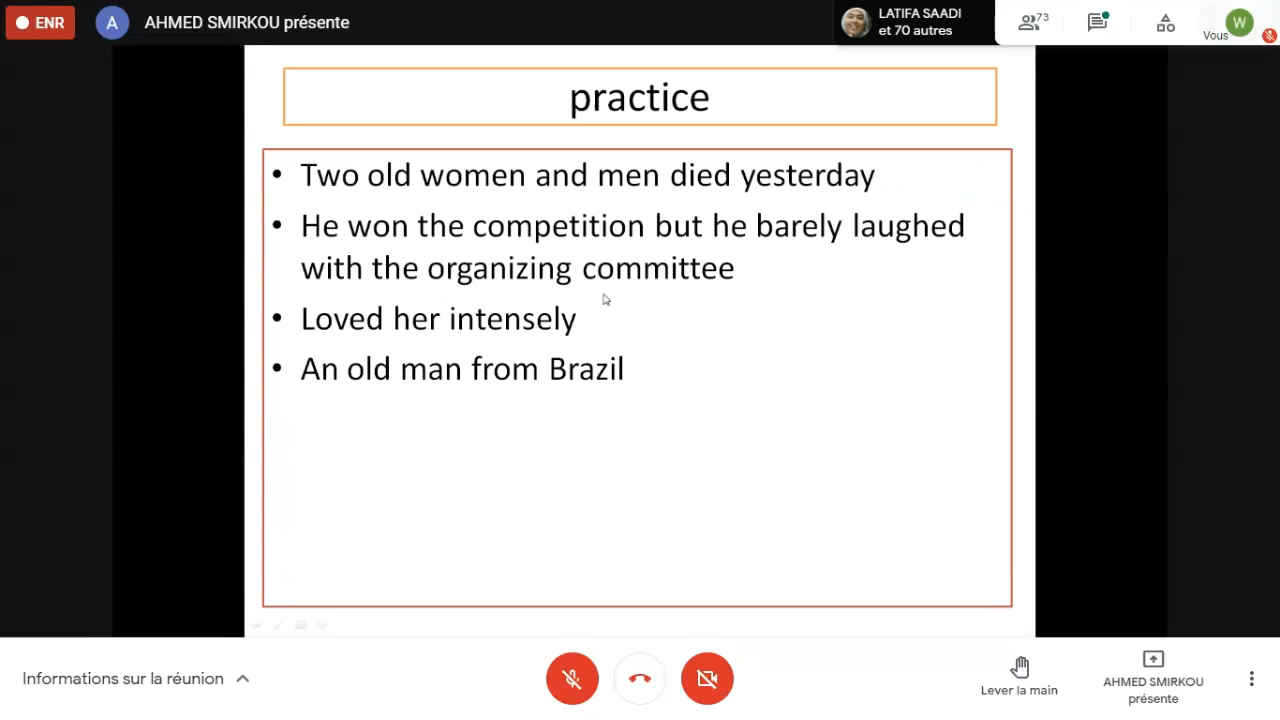 ENR
A
AHMED SMIRKOU présente
LATIFA SAADI
et 70 autres
73
Vous
W
practice
• Two old women and men died yesterday
• He won the competition but he barely laughed
with the organizing committee
• Loved her intensely
• An old man from Brazil
Informations sur la réunion
Lever la main
AHMED SMIRKOU
présente